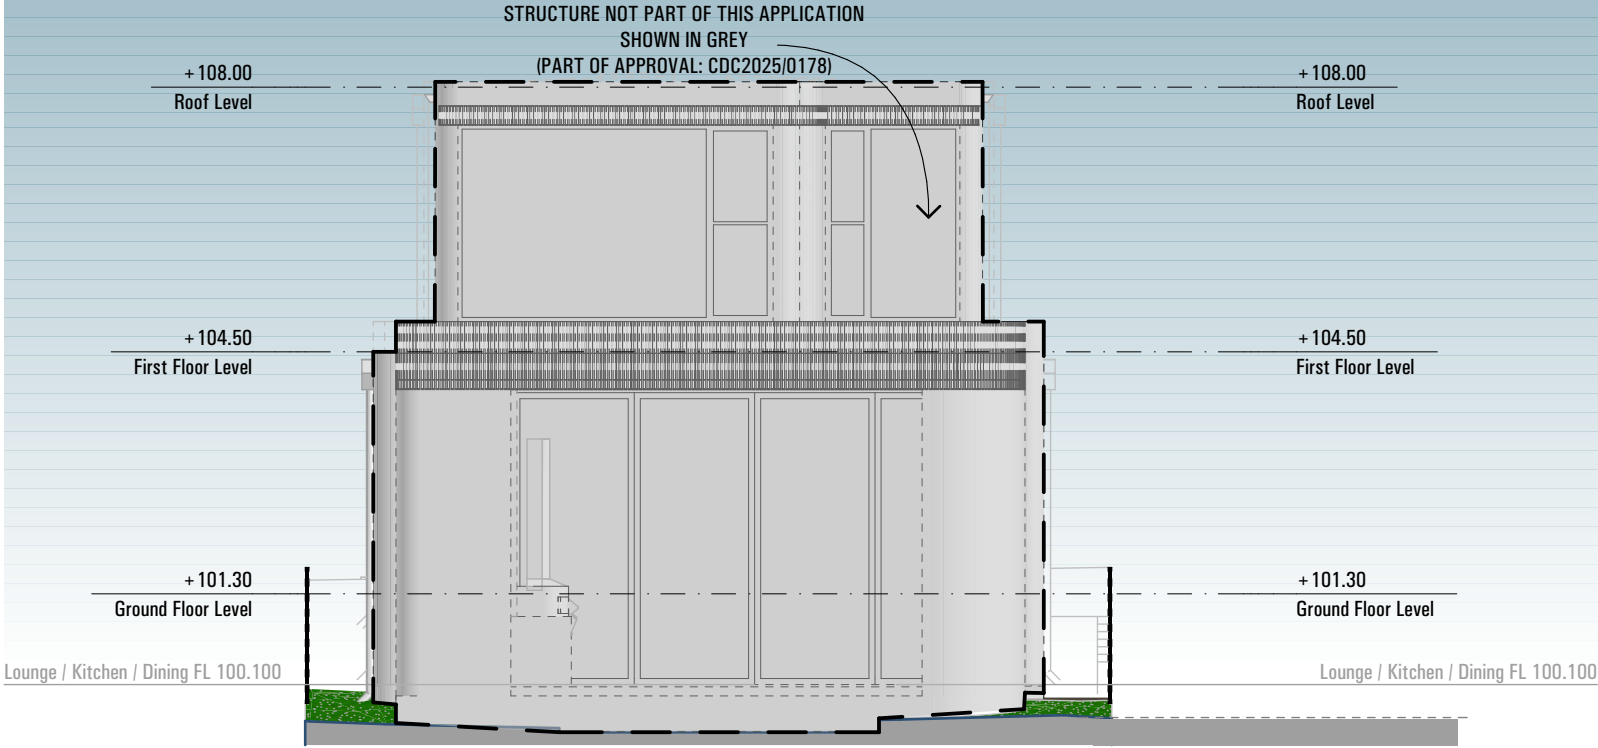 STRUCTURE NOT PART OF THIS APPLICATION
SHOWN IN GREY
(PART OF APPROVAL: CDC2025/0178)
+108.00
Roof Level
+108.00
Roof Level
+104.50
First Floor Level
+104.50
First Floor Level
+101.30
Ground Floor Level
+101.30
Ground Floor Level
Lounge / Kitchen / Dining FL 100.100
Lounge / Kitchen / Dining FL 100.100